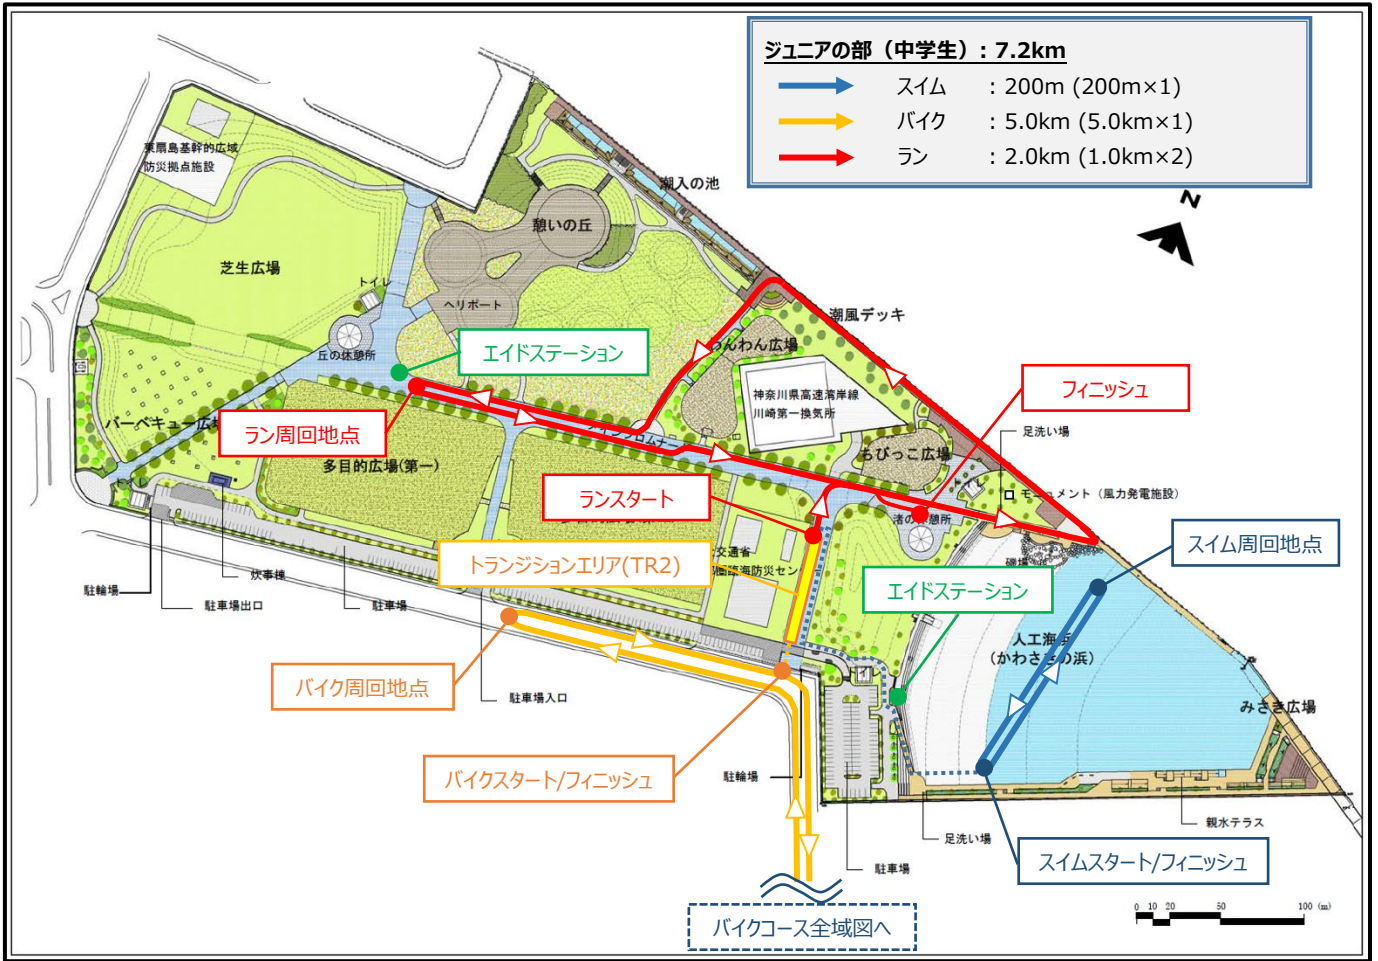 ジュニアの部（中学生）：7.2km
スイム ：200m (200m×1)
バイク ：5.0km (5.0km×1)
ラン ：2.0km (1.0km×2)
N
東扇島基幹的広域
防災拠点施設
潮入の池
憩いの丘
芝生広場
トイレ
ヘリポート
潮風デッキ
丘の休憩所
エイドステーション
わんわん広場
フィニッシュ
神奈川県高速湾岸線
川崎第一換気所
ラン周回地点
バーベキュー広場
足洗い場
ちびっこ広場
多目的広場(第一)
ランスタート
トイレ
トイレ
モニュメント（風力発電施設）
渚の休憩所
スイム周回地点
トランジションエリア(TR2)
磯場
炊事棟
エイドステーション
駐輪場
駐車場出口
駐車場
人工海浜
(かわさきの浜)
バイク周回地点
駐車場入口
みさき広場
バイクスタート/フィニッシュ
駐輪場
親水テラス
足洗い場
スイムスタート/フィニッシュ
駐車場
バイクコース全域図へ
0 10 20 50 100 (m)